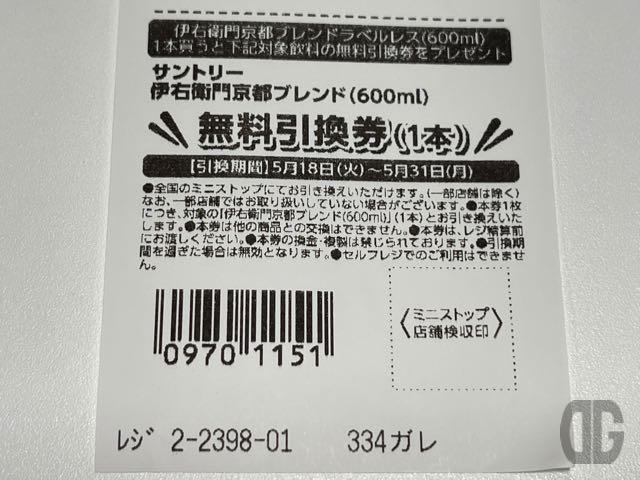 伊右衛門京都ブレンドラベルレス(600ml)
1本買うと下記対象飲料の無料引換券をプレゼント
サントリー
伊右衛門京都ブレンド(600ml)
無料引換券(1本)
【引換期間】5月18日(火)～5月31日(月)
●全国のミニストップにてお引き換えいただけます。(一部店舗は除く)
なお、一部店舗ではお取り扱いしていない場合がございます。●本券1枚
につき、対象の「伊右衛門京都ブレンド(600ml)」(1本)とお引き換えいた
します。●本券は他の商品との交換はできません。●本券は、レジ精算前
にお渡しください。●本券の換金・複製は禁じられております。●引換期
間を過ぎた場合は無効となります。●セルフレジでのご利用はできませ
ん。
09701151
〈ミニストップ
店舗検収印〉
ﾚｼﾞ 2-2398-01 334ガレ
DG